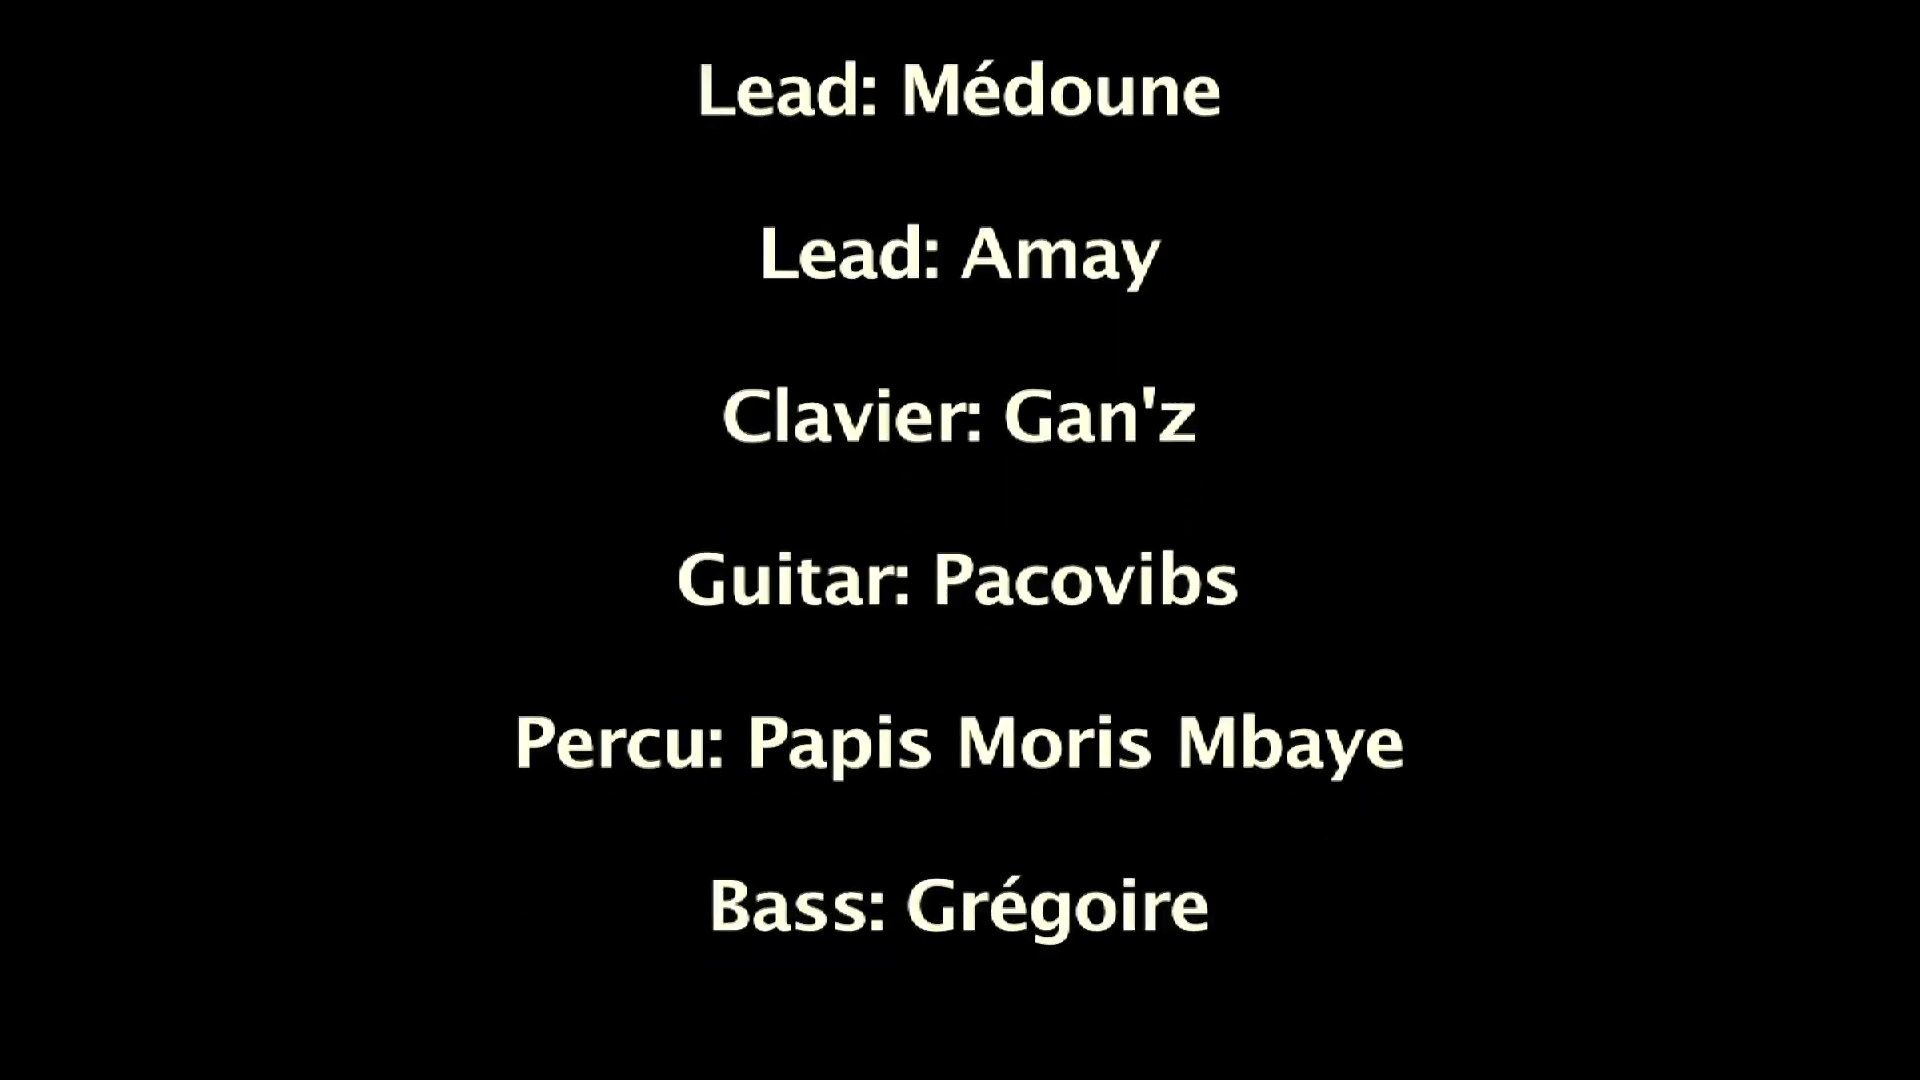 Lead: Médoune
Lead: Amay
Clavier: Gan'z
Guitar: Pacovibs
Percu: Papis Moris Mbaye
Bass: Grégoire